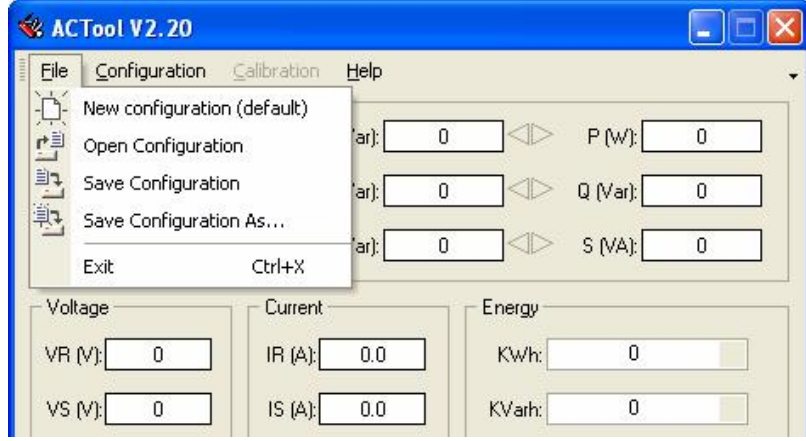 ACTool V2.20
File Configuration Calibration Help
New configuration (default)
Open Configuration
Save Configuration
Save Configuration As...
Exit Ctrl+X
ar): 0 P (W): 0
ar): 0 Q (Var): 0
ar): 0 S (VA): 0
Voltage Current Energy
VR (V): 0 IR (A): 0.0 KWh: 0
VS (V): 0 IS (A): 0.0 KVarh: 0